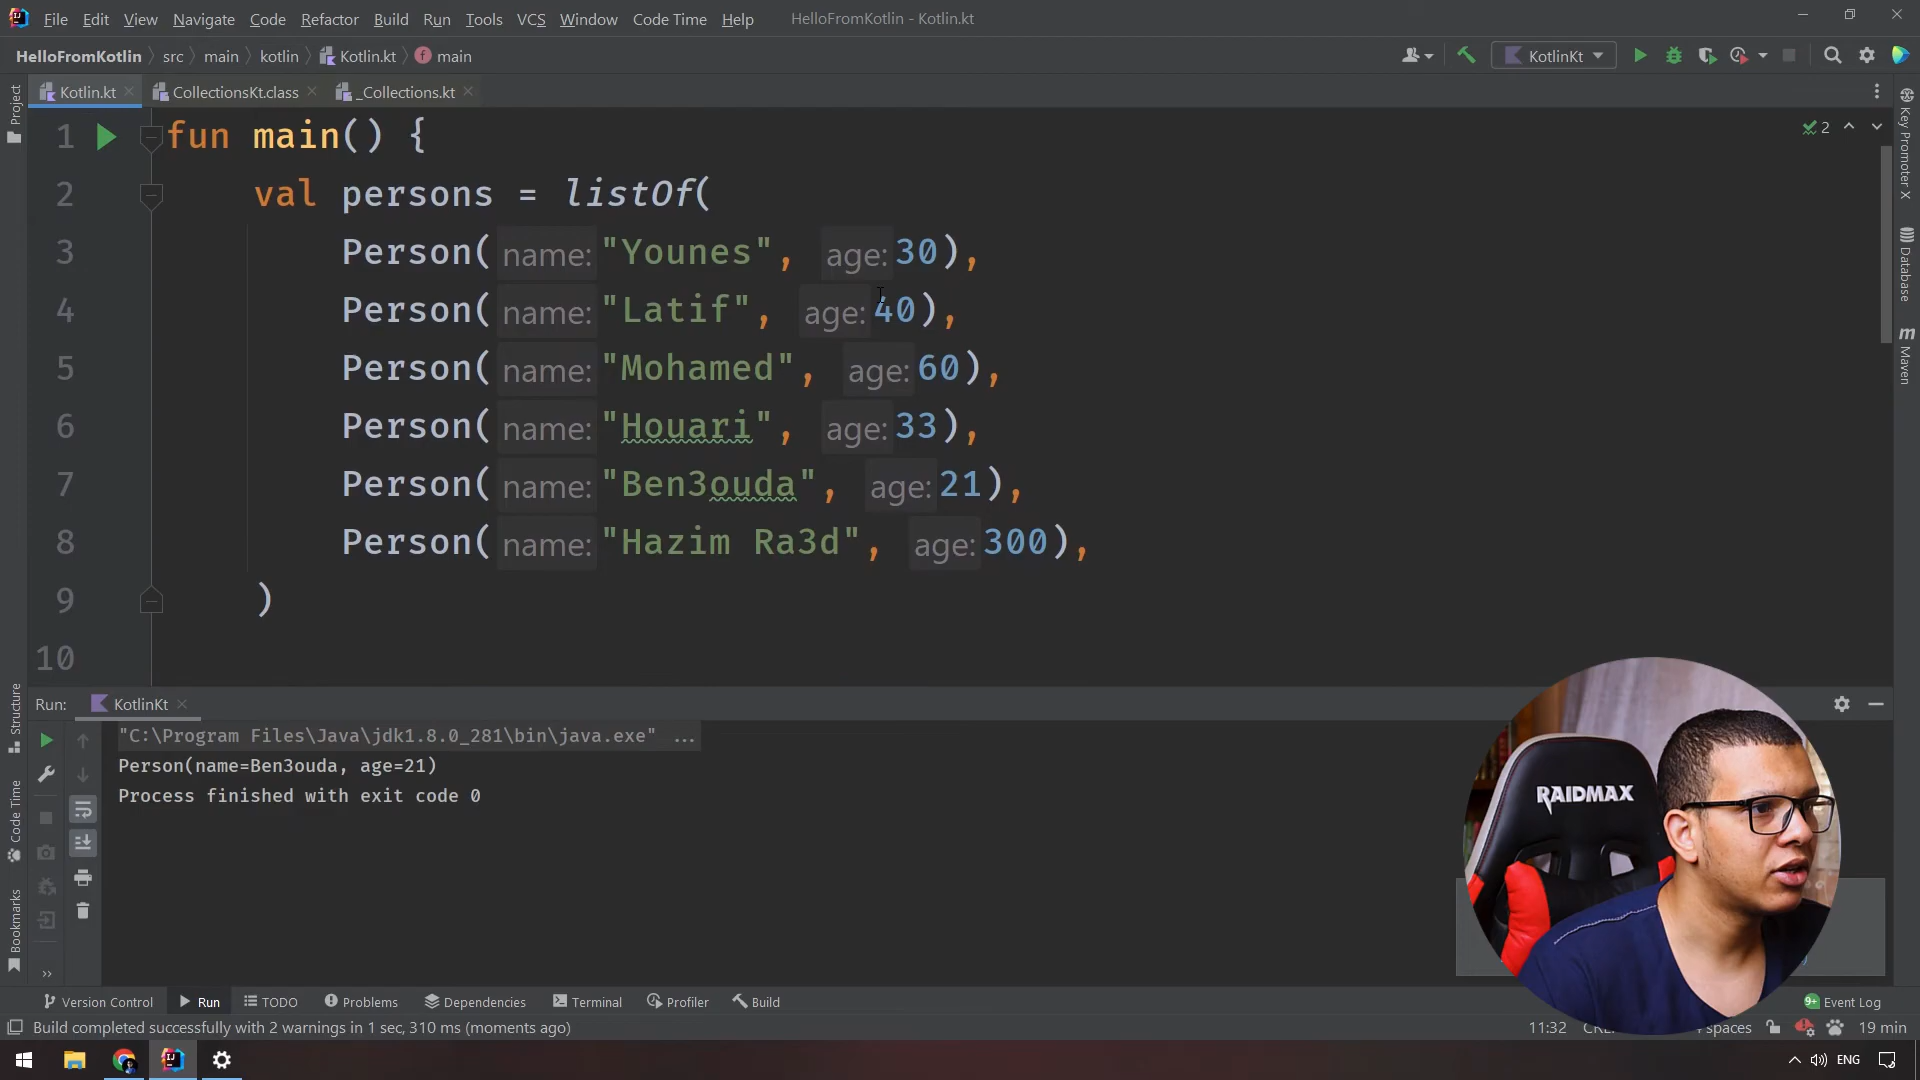 File Edit View Navigate Code Refactor Build Run Tools VCS Window Code Time Help HelloFromKotlin - Kotlin.kt
HelloFromKotlin src main kotlin Kotlin.kt main KotlinKt
Kotlin.kt CollectionsKt.class _Collections.kt
1 fun main() {
2 val persons = listOf(
3 Person( name: "Younes", age: 30),
4 Person( name: "Latif", age: 40),
5 Person( name: "Mohamed", age: 60),
6 Person( name: "Houari", age: 33),
7 Person( name: "Ben3ouda", age: 21),
8 Person( name: "Hazim Ra3d", age: 300),
9 )
10
2
Project
Structure
Code Time
Bookmarks
Key Promoter X
Database
Maven
Run: KotlinKt
"C:\Program Files\Java\jdk1.8.0_281\bin\java.exe" ...
Person(name=Ben3ouda, age=21)
Process finished with exit code 0
RAIDMAX
Version Control Run TODO Problems Dependencies Terminal Profiler Build 9+ Event Log
Build completed successfully with 2 warnings in 1 sec, 310 ms (moments ago) 11:32 spaces 19 min
ENG